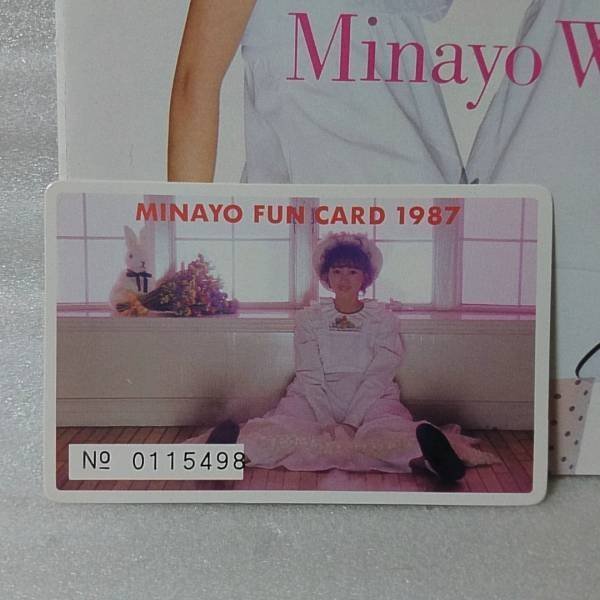 Minayo W
MINAYO FUN CARD 1987
Nº 0115498